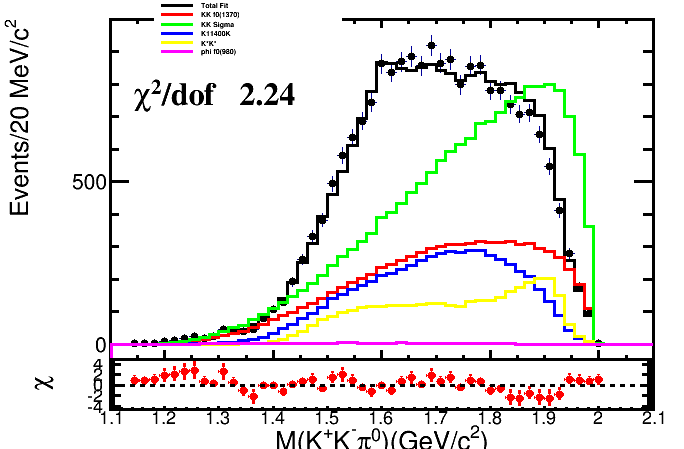 Total Fit
KK f0(1370)
KK Sigma
K11400K
K*K*
phi f0(980)
χ²/dof 2.24
Events/20 MeV/c²
500
0
χ
4
2
0
-2
-4
1.1 1.2 1.3 1.4 1.5 1.6 1.7 1.8 1.9 2 2.1
M(K⁺K⁻π⁰)(GeV/c²)